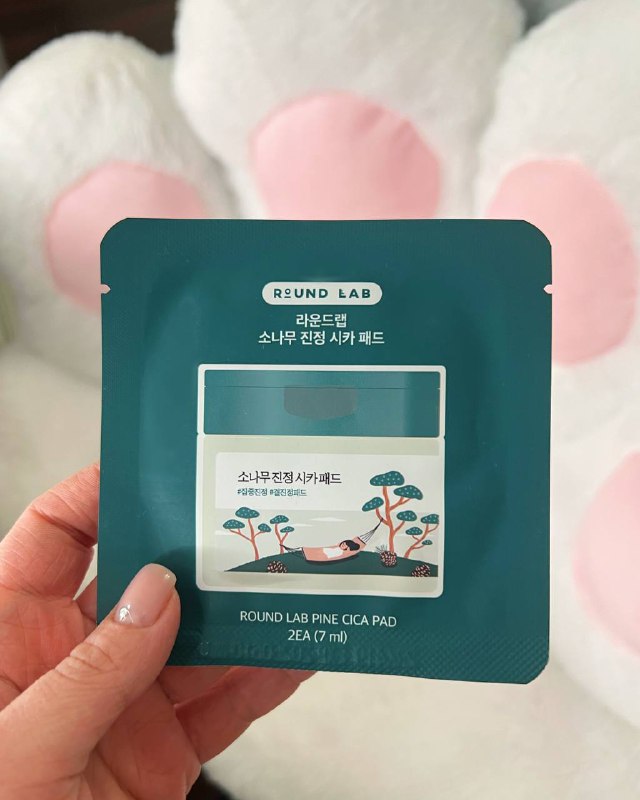 ROUND LAB
라운드랩
소나무 진정 시카 패드
소나무 진정 시카 패드
#집중진정 #결진정패드
ROUND LAB PINE CICA PAD
2EA (7 ml)